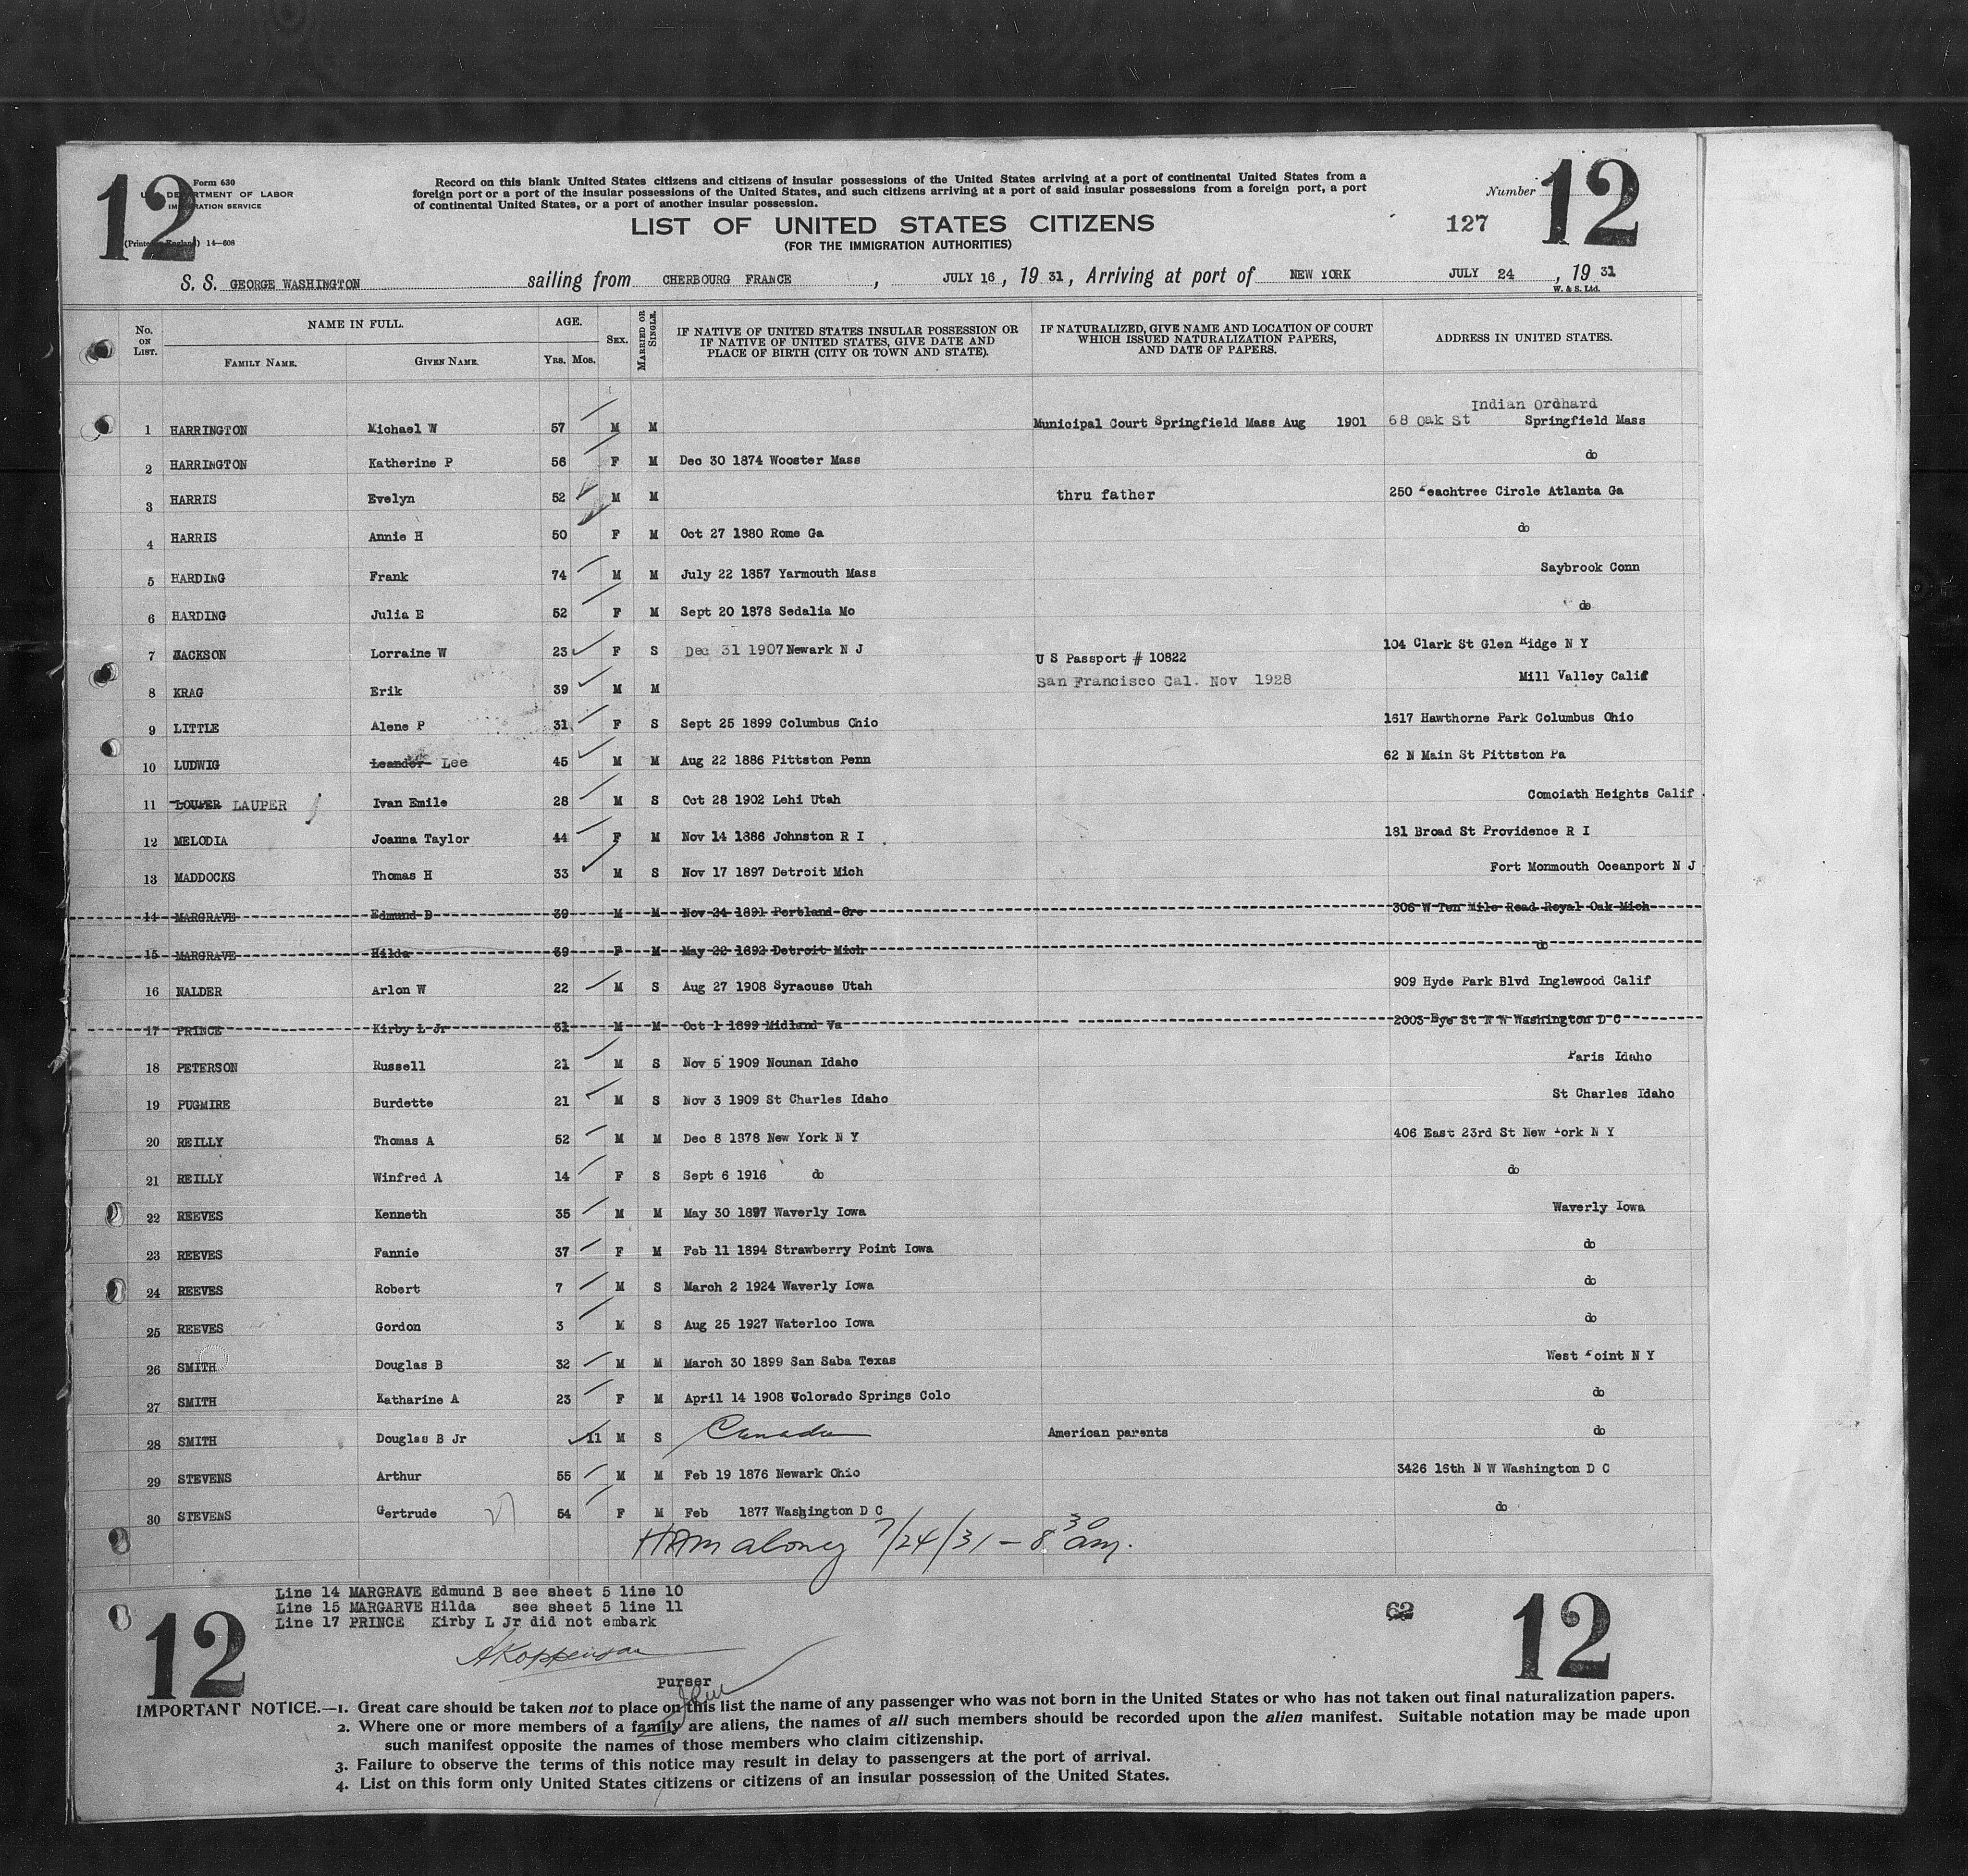 12
12
Form 630
U. S. DEPARTMENT OF LABOR
IMMIGRATION SERVICE
(Printed in England) 14—608
Record on this blank United States citizens and citizens of insular possessions of the United States arriving at a port of continental United States from a
foreign port or a port of the insular possessions of the United States, and such citizens arriving at a port of said insular possessions from a foreign port, a port
of continental United States, or a port of another insular possession.
Number
LIST OF UNITED STATES CITIZENS
127
(FOR THE IMMIGRATION AUTHORITIES)
S. S. GEORGE WASHINGTON sailing from CHERBOURG FRANCE , JULY 16 , 19 31 , Arriving at port of NEW YORK JULY 24 , 19 31
W. & S. Ltd.
No. ON LIST. NAME IN FULL. FAMILY NAME. GIVEN NAME. AGE. YRS. MOS. SEX. MARRIED OR SINGLE. IF NATIVE OF UNITED STATES INSULAR POSSESSION OR IF NATIVE OF UNITED STATES, GIVE DATE AND PLACE OF BIRTH (CITY OR TOWN AND STATE). IF NATURALIZED, GIVE NAME AND LOCATION OF COURT WHICH ISSUED NATURALIZATION PAPERS, AND DATE OF PAPERS. ADDRESS IN UNITED STATES.
Indian Orchard
1 HARRINGTON Michael W 57 M M Municipal Court Springfield Mass Aug 1901 68 Oak St Springfield Mass
2 HARRINGTON Katherine P 56 F M Dec 30 1874 Wooster Mass do
3 HARRIS Evelyn 52 M M thru father 250 Peachtree Circle Atlanta Ga
4 HARRIS Annie H 50 F M Oct 27 1880 Rome Ga do
5 HARDING Frank 74 M M July 22 1857 Yarmouth Mass Saybrook Conn
6 HARDING Julia E 52 F M Sept 20 1878 Sedalia Mo do
7 JACKSON Lorraine W 23 F S Dec 31 1907 Newark N J 104 Clark St Glen Ridge N Y
U S Passport # 10822
8 KRAG Erik 39 M M San Francisco Cal. Nov 1928 Mill Valley Calif
9 LITTLE Alene P 31 F S Sept 25 1899 Columbus Ohio 1617 Hawthorne Park Columbus Ohio
10 LUDWIG Leander Lee 45 M M Aug 22 1886 Pittston Penn 62 N Main St Pittston Pa
11 LOUPER LAUPER Ivan Emile 28 M S Oct 28 1902 Lehi Utah Comoiath Heights Calif.
12 MELODIA Joanna Taylor 44 F M Nov 14 1886 Johnston R I 181 Broad St Providence R I
13 MADDOCKS Thomas H 33 M S Nov 17 1897 Detroit Mich Fort Monmouth Oceanport N J
14 MARGRAVE Edmund B 39 M M Nov 24 1891 Portland Ore 306 W Ten Mile Road Royal Oak Mich
15 MARGRAVE Hilda 39 F M May 22 1892 Detroit Mich do
16 NALDER Arlon W 22 M S Aug 27 1908 Syracuse Utah 909 Hyde Park Blvd Inglewood Calif
17 PRINCE Kirby L Jr 31 M M Oct 1 1899 Midland Va 2003 Eye St N W Washington D C
18 PETERSON Russell 21 M S Nov 5 1909 Nounan Idaho Paris Idaho
19 PUGMIRE Burdette 21 M S Nov 3 1909 St Charles Idaho St Charles Idaho
20 REILLY Thomas A 52 M M Dec 8 1878 New York N Y 406 East 23rd St New York N Y
21 REILLY Winfred A 14 F S Sept 6 1916 do do
22 REEVES Kenneth 35 M M May 30 1897 Waverly Iowa Waverly Iowa
23 REEVES Fannie 37 F M Feb 11 1894 Strawberry Point Iowa do
24 REEVES Robert 7 M S March 2 1924 Waverly Iowa do
25 REEVES Gordon 3 M S Aug 25 1927 Waterloo Iowa do
26 SMITH Douglas B 32 M M March 30 1899 San Saba Texas West Point N Y
27 SMITH Katharine A 23 F M April 14 1908 Colorado Springs Colo do
28 SMITH Douglas B Jr 11 M S Canada American parents do
29 STEVENS Arthur 55 M M Feb 19 1876 Newark Ohio 3426 16th N W Washington D C
30 STEVENS Gertrude 54 F M Feb 1877 Washington D C do
HAMaloney 7/24/31 — 8 30 am.
Line 14 MARGRAVE Edmund B see sheet 5 line 10
Line 15 MARGARVE Hilda see sheet 5 line 11
Line 17 PRINCE Kirby L Jr did not embark
62
12
12
purser
IMPORTANT NOTICE.—1. Great care should be taken not to place on this list the name of any passenger who was not born in the United States or who has not taken out final naturalization papers.
2. Where one or more members of a family are aliens, the names of all such members should be recorded upon the alien manifest. Suitable notation may be made upon
such manifest opposite the names of those members who claim citizenship.
3. Failure to observe the terms of this notice may result in delay to passengers at the port of arrival.
4. List on this form only United States citizens or citizens of an insular possession of the United States.